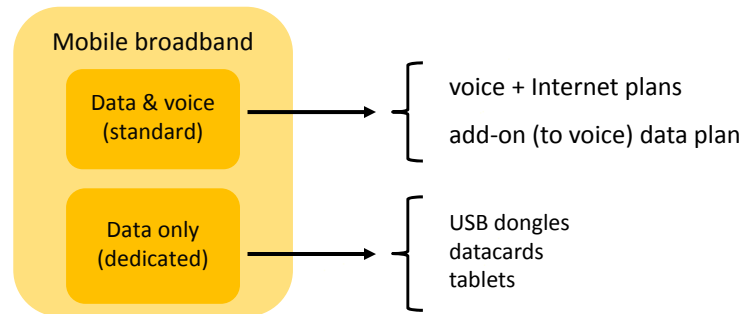 Mobile broadband
Data & voice
(standard)
voice + Internet plans
add-on (to voice) data plan
Data only
(dedicated)
USB dongles
datacards
tablets